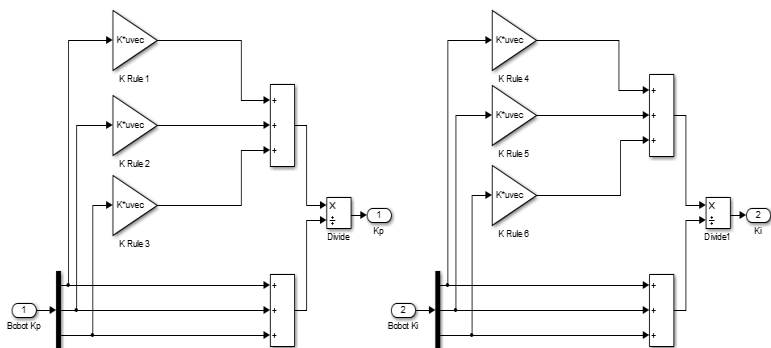 K*uvec
K Rule 1
K*uvec
K Rule 2
K*uvec
K Rule 3
+
+
+
X
÷
Divide
1
Kp
1
Bobot Kp
+
+
+
K*uvec
K Rule 4
K*uvec
K Rule 5
K*uvec
K Rule 6
+
+
+
X
÷
Divide1
2
Ki
2
Bobot Ki
+
+
+